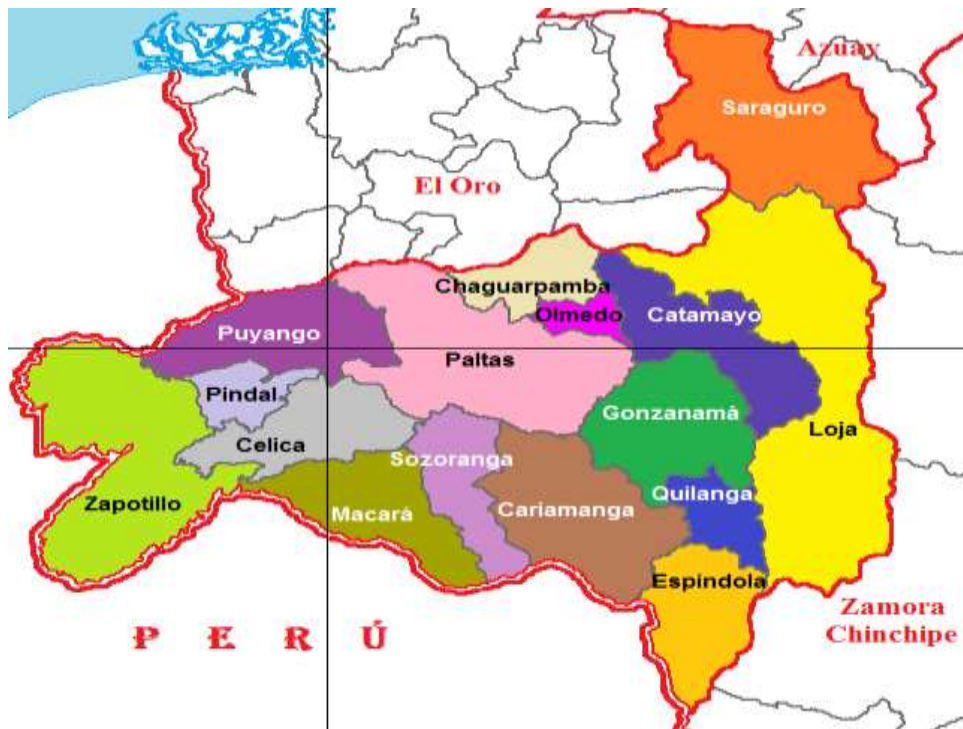 Azuay
Saraguro
El Oro
Chaguarpamba
Olmedo
Catamayo
Puyango
Paltas
Pindal
Gonzanamá
Loja
Celica
Sozoranga
Zapotillo
Quilanga
Macará
Cariamanga
Espindola
Zamora
Chinchipe
PERÚ